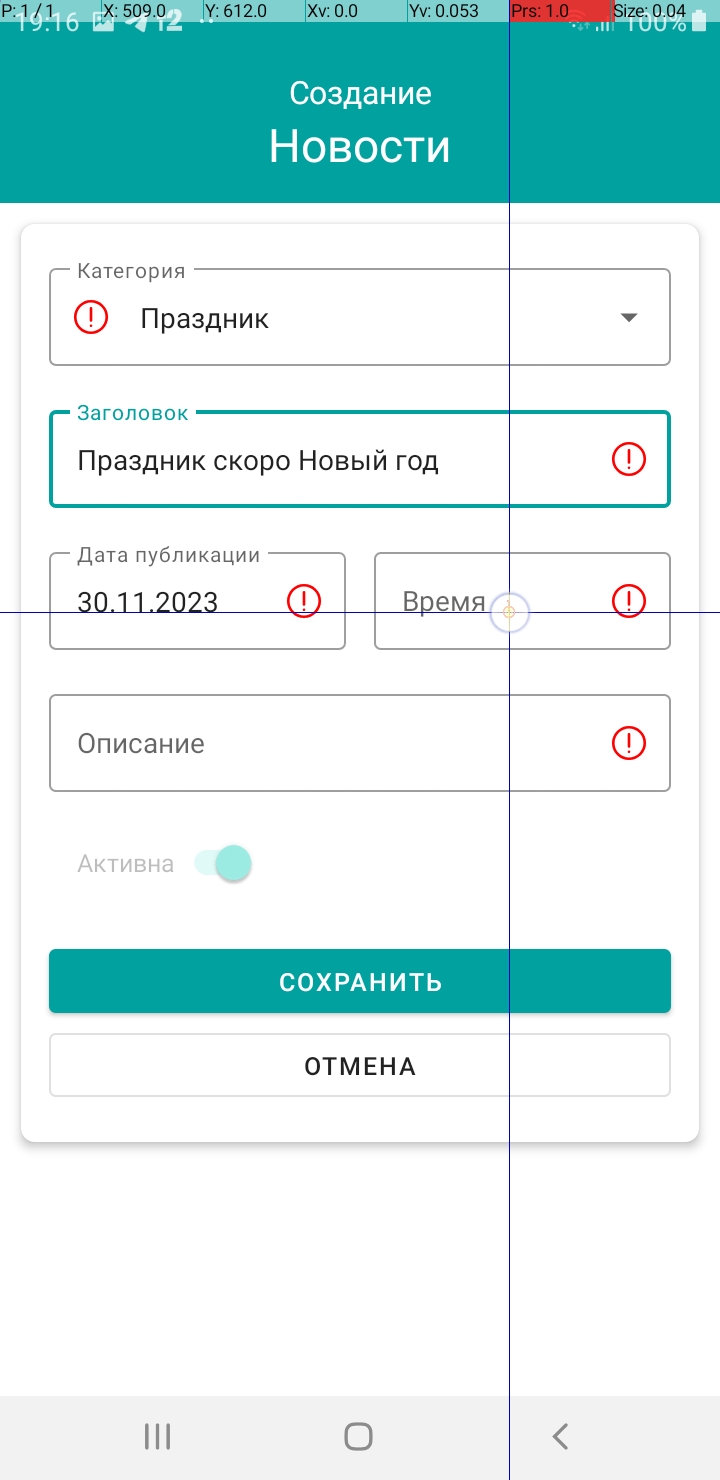 P: 1 / 1 X: 509.0 Y: 612.0 Xv: 0.0 Yv: 0.053 Prs: 1.0 Size: 0.04
19:16 12 100%
Создание
Новости
Категория
Праздник
Заголовок
Праздник скоро Новый год
Дата публикации
30.11.2023 Время
Описание
Активна
СОХРАНИТЬ
ОТМЕНА